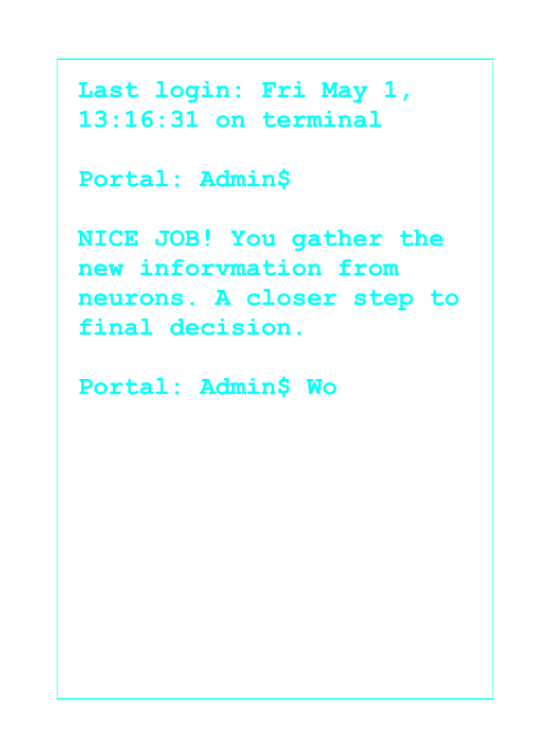 Last login: Fri May 1,
13:16:31 on terminal
Portal: Admin$
NICE JOB! You gather the
new inforvmation from
neurons. A closer step to
final decision.
Portal: Admin$ Wo